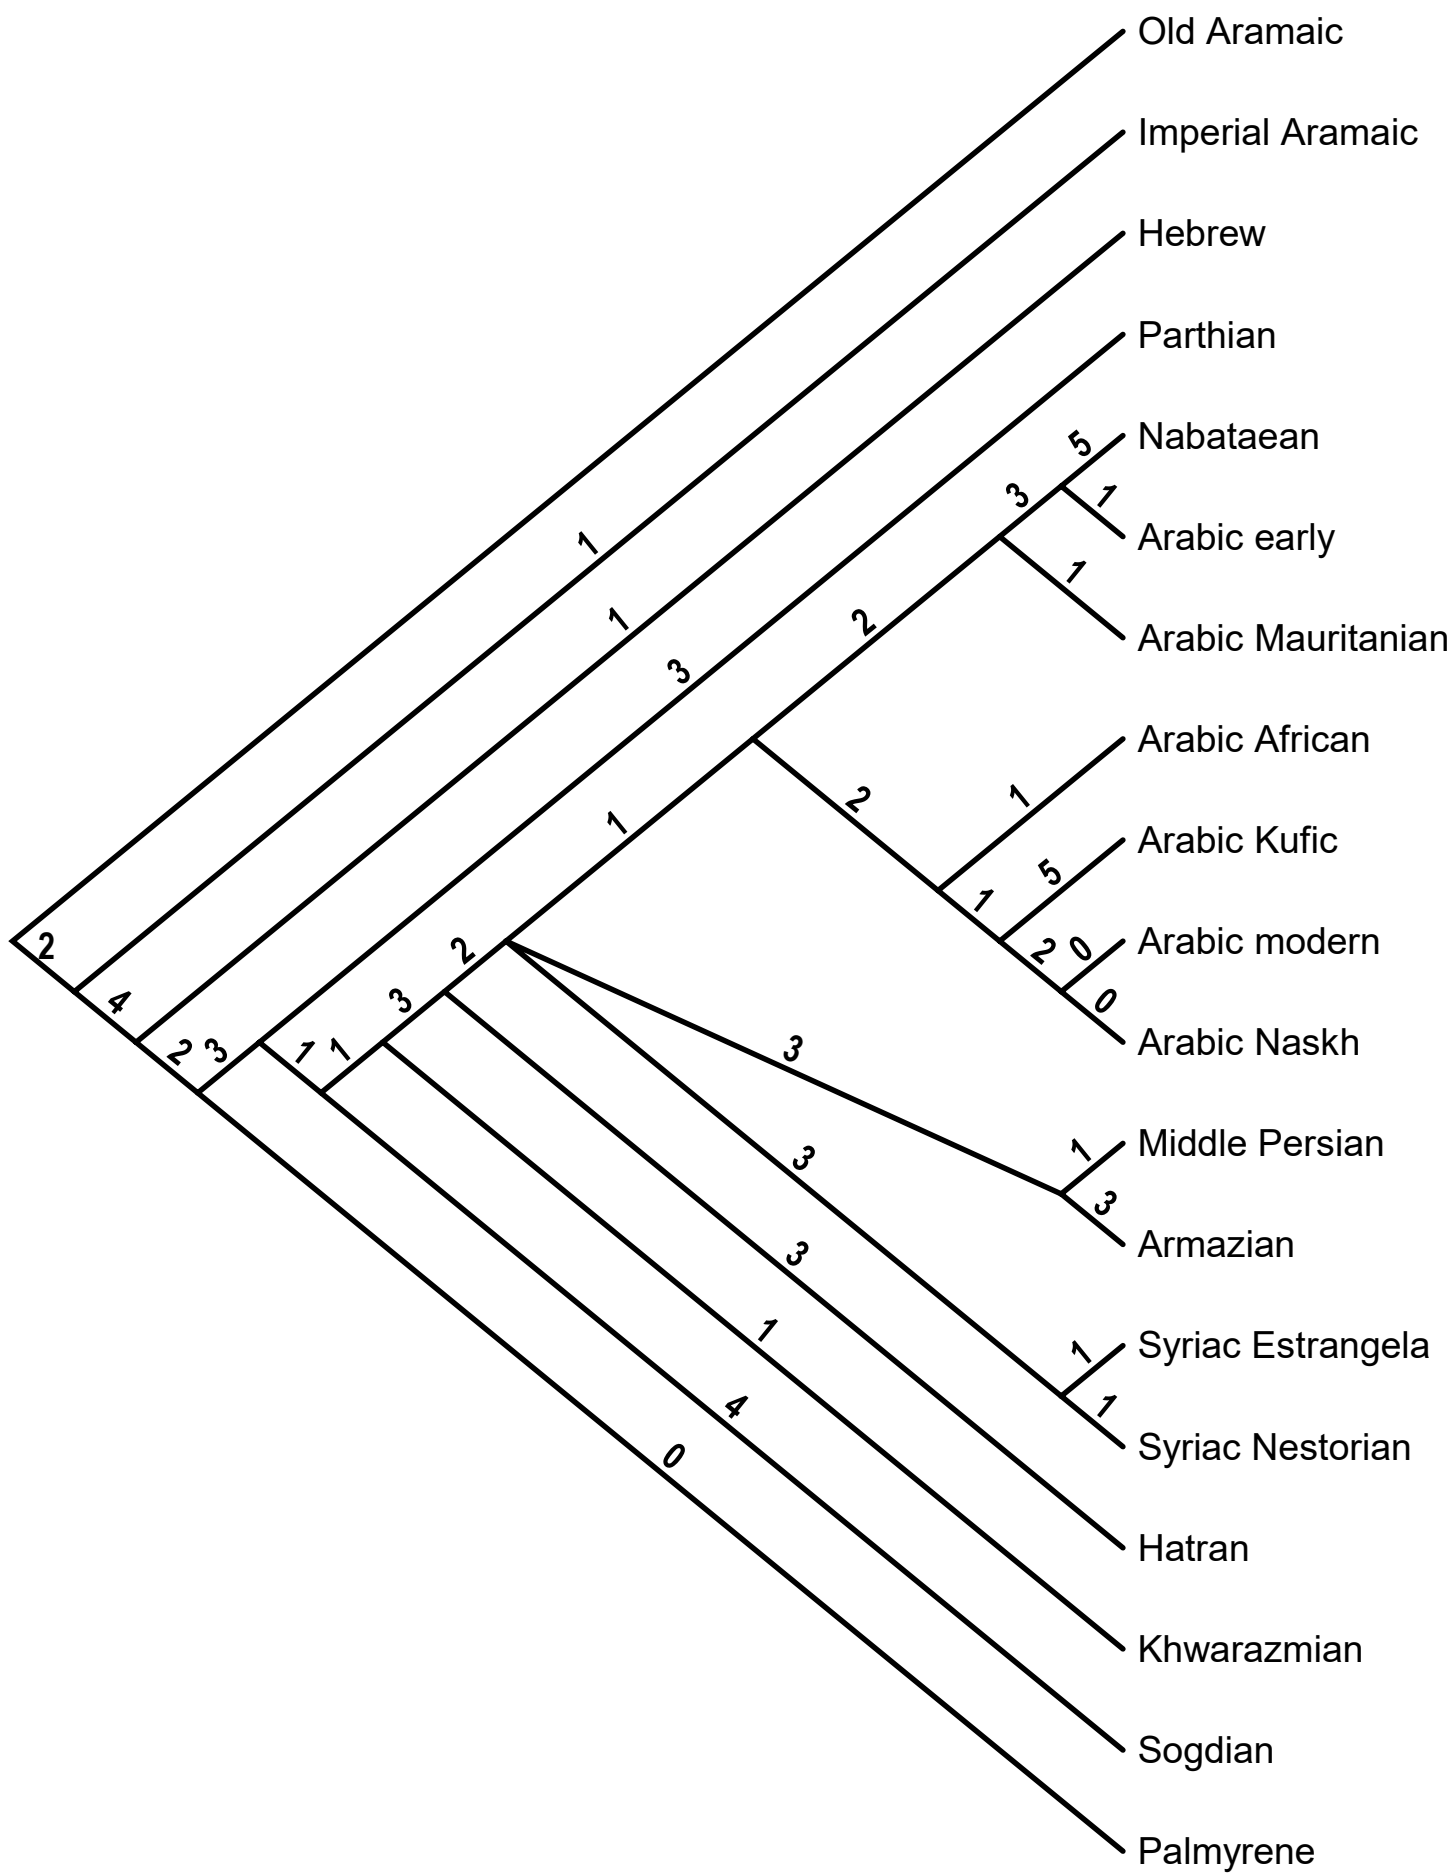 Old Aramaic
Imperial Aramaic
Hebrew
Parthian
5 Nabataean
3 1
Arabic early
1
1
1
2 Arabic Mauritanian
3
Arabic African
2 1
1 Arabic Kufic
5
1
2 2 0 Arabic modern
2
4 3 0
2 3 1 1 3 Arabic Naskh
1 Middle Persian
3 3
Armazian
3
1 Syriac Estrangela
1
4 1
Syriac Nestorian
0
Hatran
Khwarazmian
Sogdian
Palmyrene